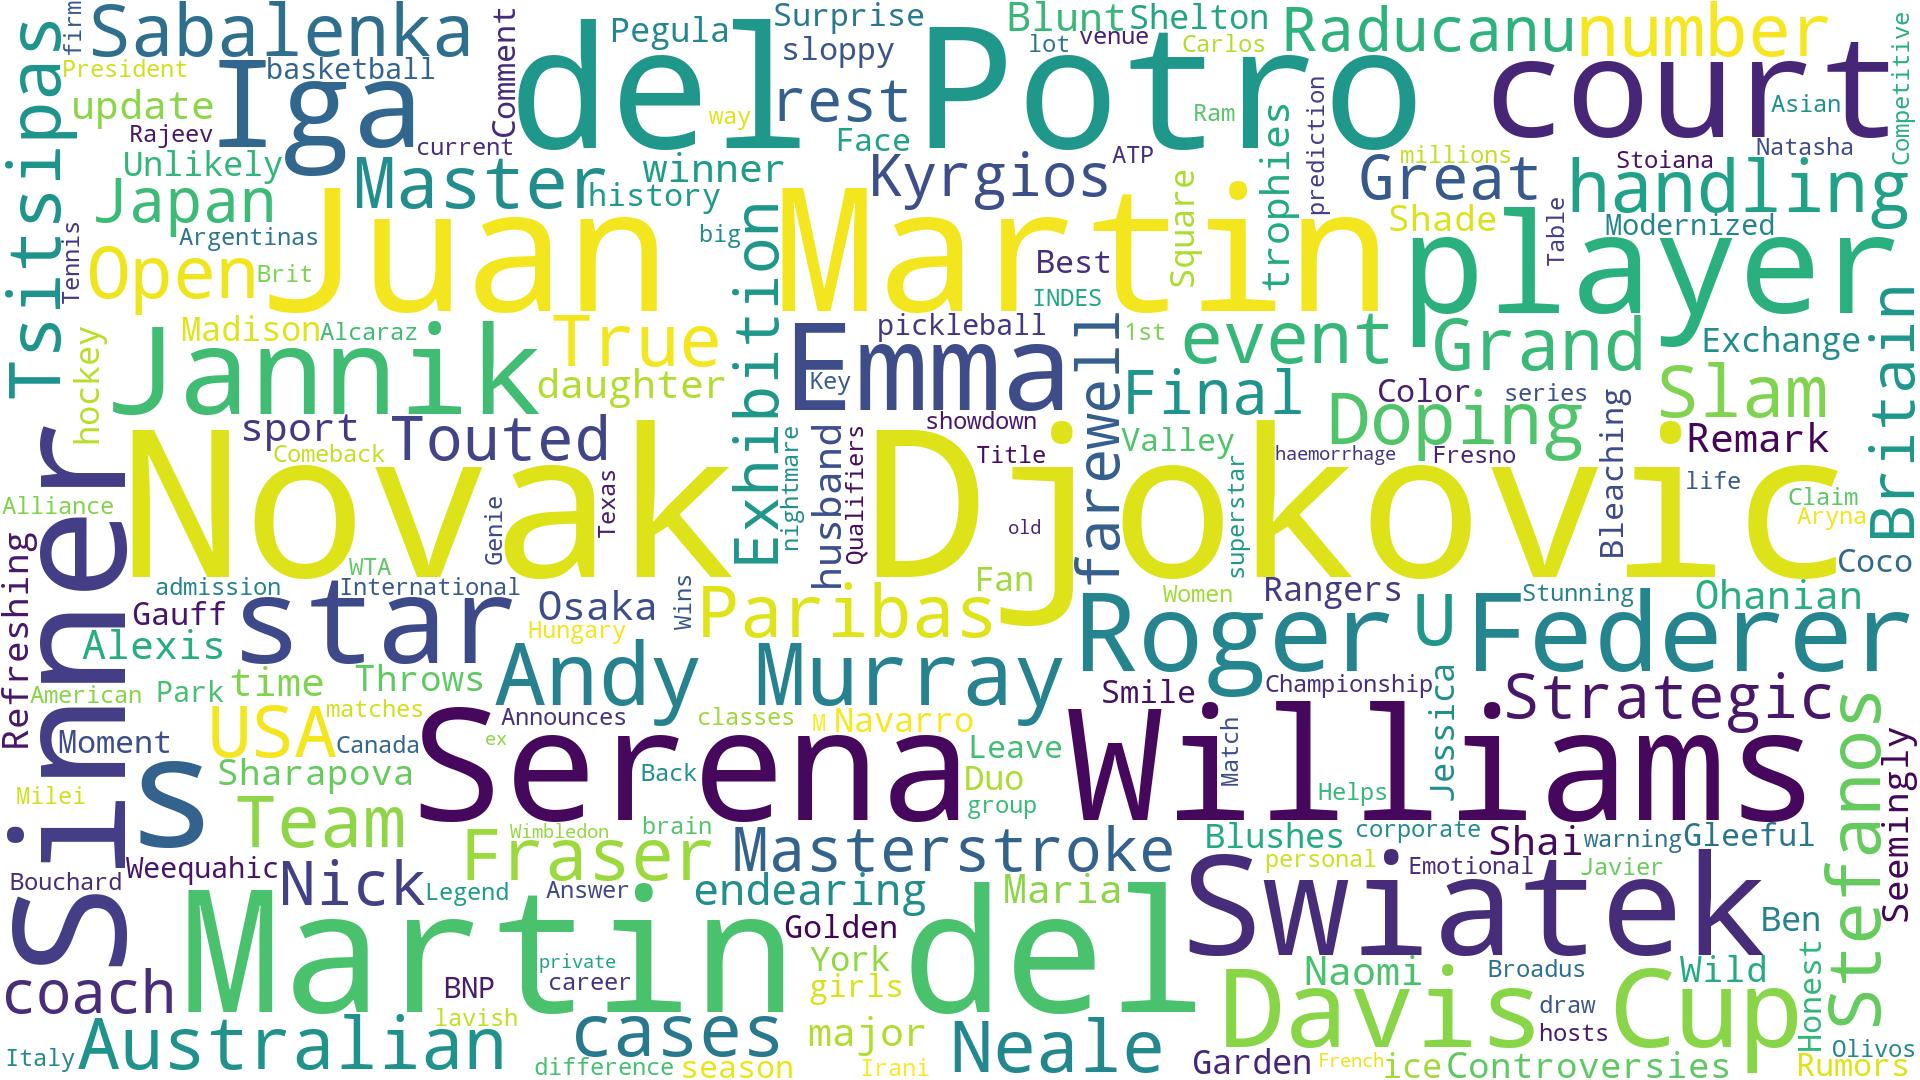 firm
Sabalenka
Comment
Pegula
Surprise
Blunt
Shelton
Raducanu
number
Competitive
Tsitsipas
President
basketball
Iga
del Potro
sloppy
lot
venue
Carlos
court
update
way
rest
Ram
Asian
Rajeev
current
Face
prediction
Natasha
Unlikely
Master
winner
Kyrgios
ATP
trophies
millions
Stoiana
Japan
history
Square
Great
handling
Argentinas
Juan Martin
big
Shade
Table
Modernized
Tennis
Open
Brit
Exhibition
Best
INDES
player
Britain
hockey
Madison
Alcaraz
True
pickleball
farewell
1st
event
Grand
Exchange
Jannik
daughter
Emma
Key
Final
Color
series
Slam
sport
Touted
showdown
Doping
Bleaching
Remark
Comeback
nightmare
husband
Qualifiers
Title
Valley
haemorrhage
Fresno
Sinner
Novak Djokovic
superstar
life
Alliance
Genie
Texas
old
Claim
Aryna
Refreshing
WTA
Coco
admission
International
Wins
Fan
Women
Rangers
Stunning
Ohanian
Gauff
star
Osaka
Paribas
Roger
U
Federer
Hungary
Alexis
Andy Murray
American
Park
time
Throws
Smile
Championship
Jessica
Strategic
Stefanos
USA
matches
Announces
classes
M
Navarro
Moment
Canada
ex
Serena Williams
Leave
Match
Seemingly
s
Sharapova
Back
Duo
Milei
group
Helps
Team
Wimbledon
brain
Fraser
Masterstroke
Blushes
corporate
Shai
warning
Gleeful
Weequahic
personal
Emotional
Javier
Bouchard
Nick
Legend
Answer
endearing
Maria
Swiatek
Martin del
Golden
Ben
private
York
Naomi
Broadus
Wild
Honest
coach
BNP
career
girls
Davis Cup
draw
lavish
cases
major
hosts
Australian
Neale
Italy
difference
season
Irani
Garden
French
ice
Controversies
Olivos
Rumors